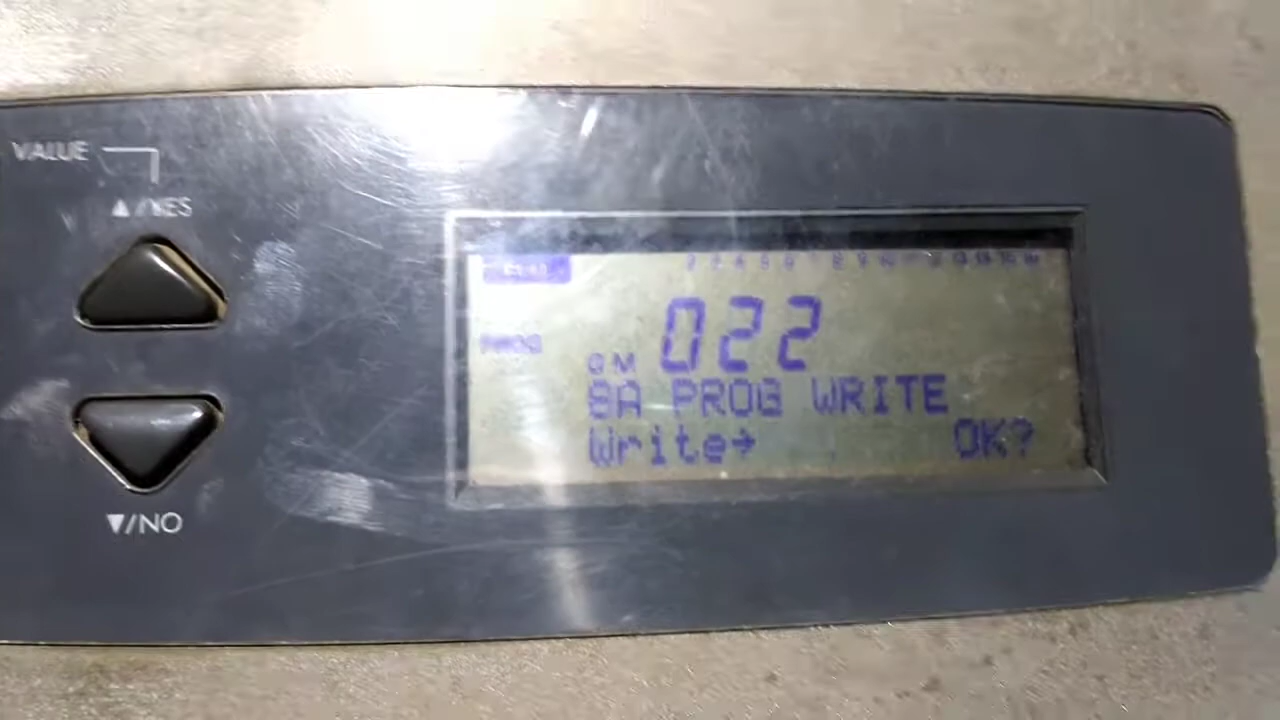 VALUE
▲/YES
▼/NO
PROG
GM 022
8A PROG WRITE
Write→ OK?